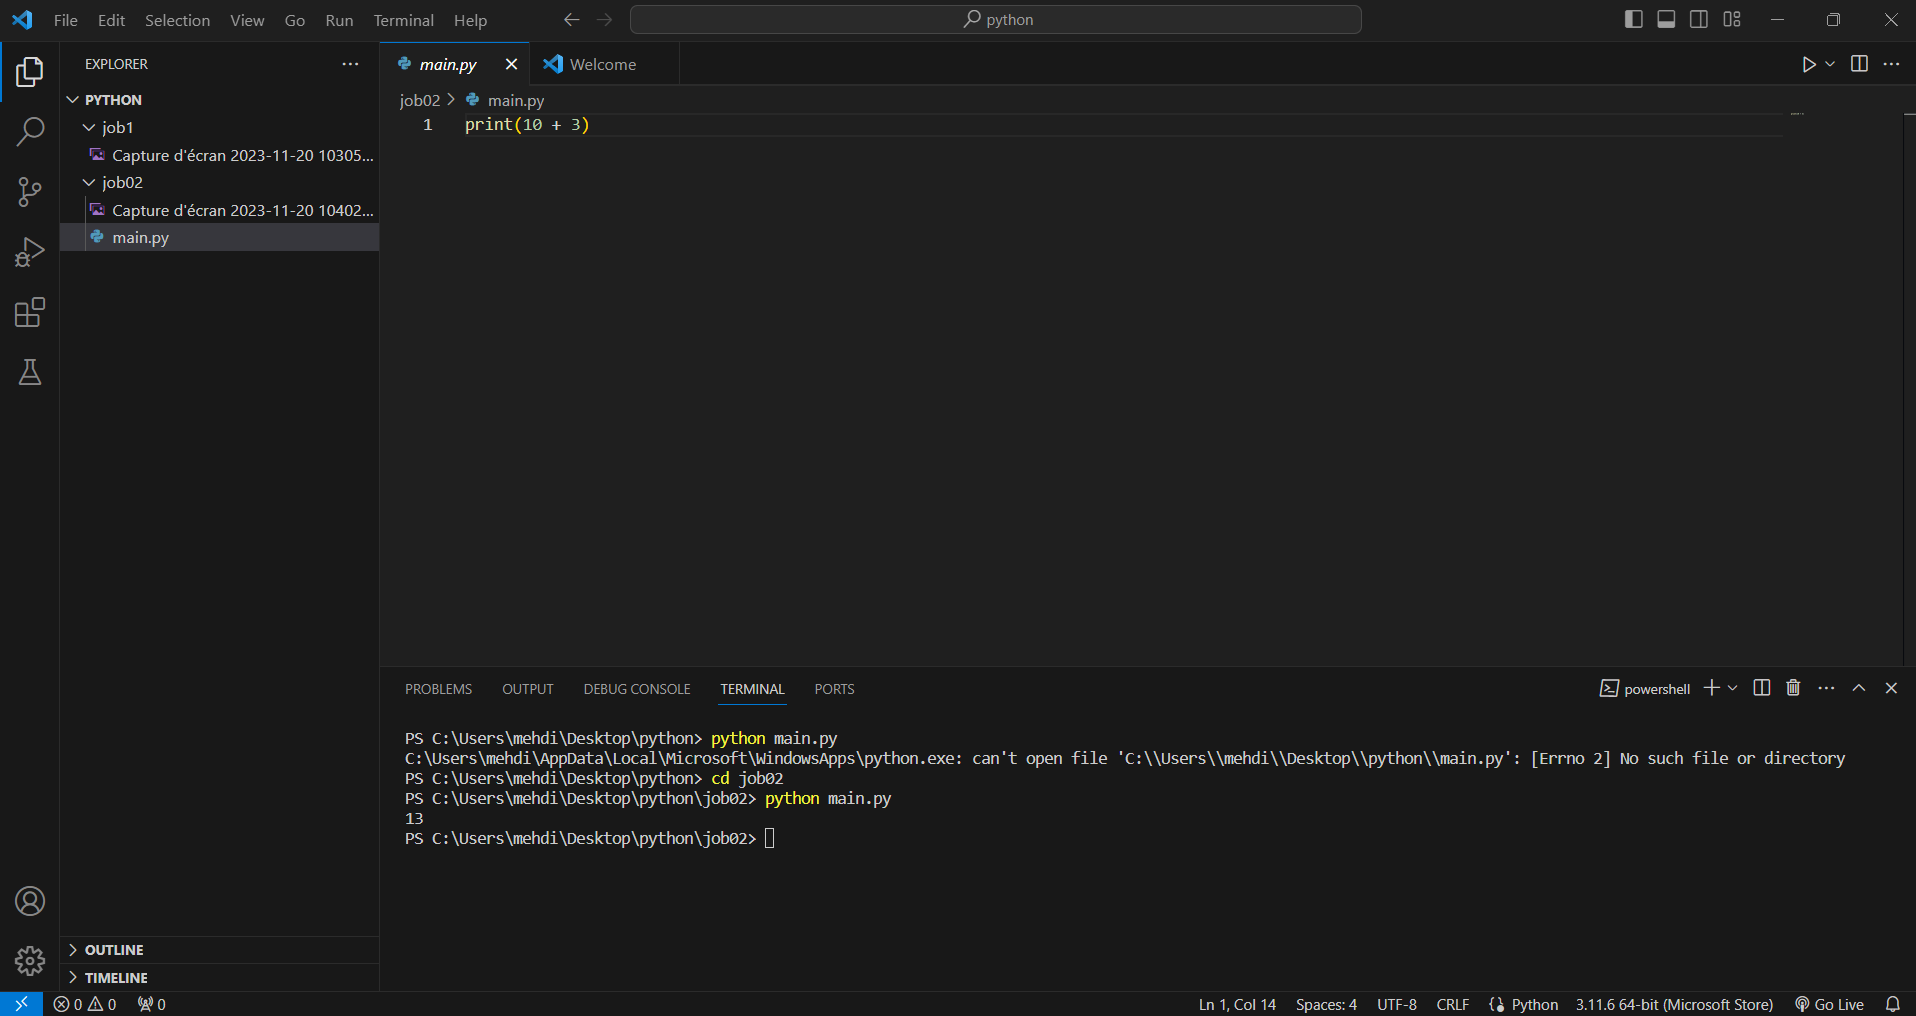 File Edit Selection View Go Run Terminal Help
python
EXPLORER
PYTHON
job1
Capture d'écran 2023-11-20 10305...
job02
Capture d'écran 2023-11-20 10402...
main.py
OUTLINE
TIMELINE
main.py
Welcome
job02 > main.py
1 print(10 + 3)
PROBLEMS OUTPUT DEBUG CONSOLE TERMINAL PORTS
powershell
PS C:\Users\mehdi\Desktop\python> python main.py
C:\Users\mehdi\AppData\Local\Microsoft\WindowsApps\python.exe: can't open file 'C:\\Users\\mehdi\\Desktop\\python\\main.py': [Errno 2] No such file or directory
PS C:\Users\mehdi\Desktop\python> cd job02
PS C:\Users\mehdi\Desktop\python\job02> python main.py
13
PS C:\Users\mehdi\Desktop\python\job02>
0 0 0
Ln 1, Col 14 Spaces: 4 UTF-8 CRLF Python 3.11.6 64-bit (Microsoft Store) Go Live